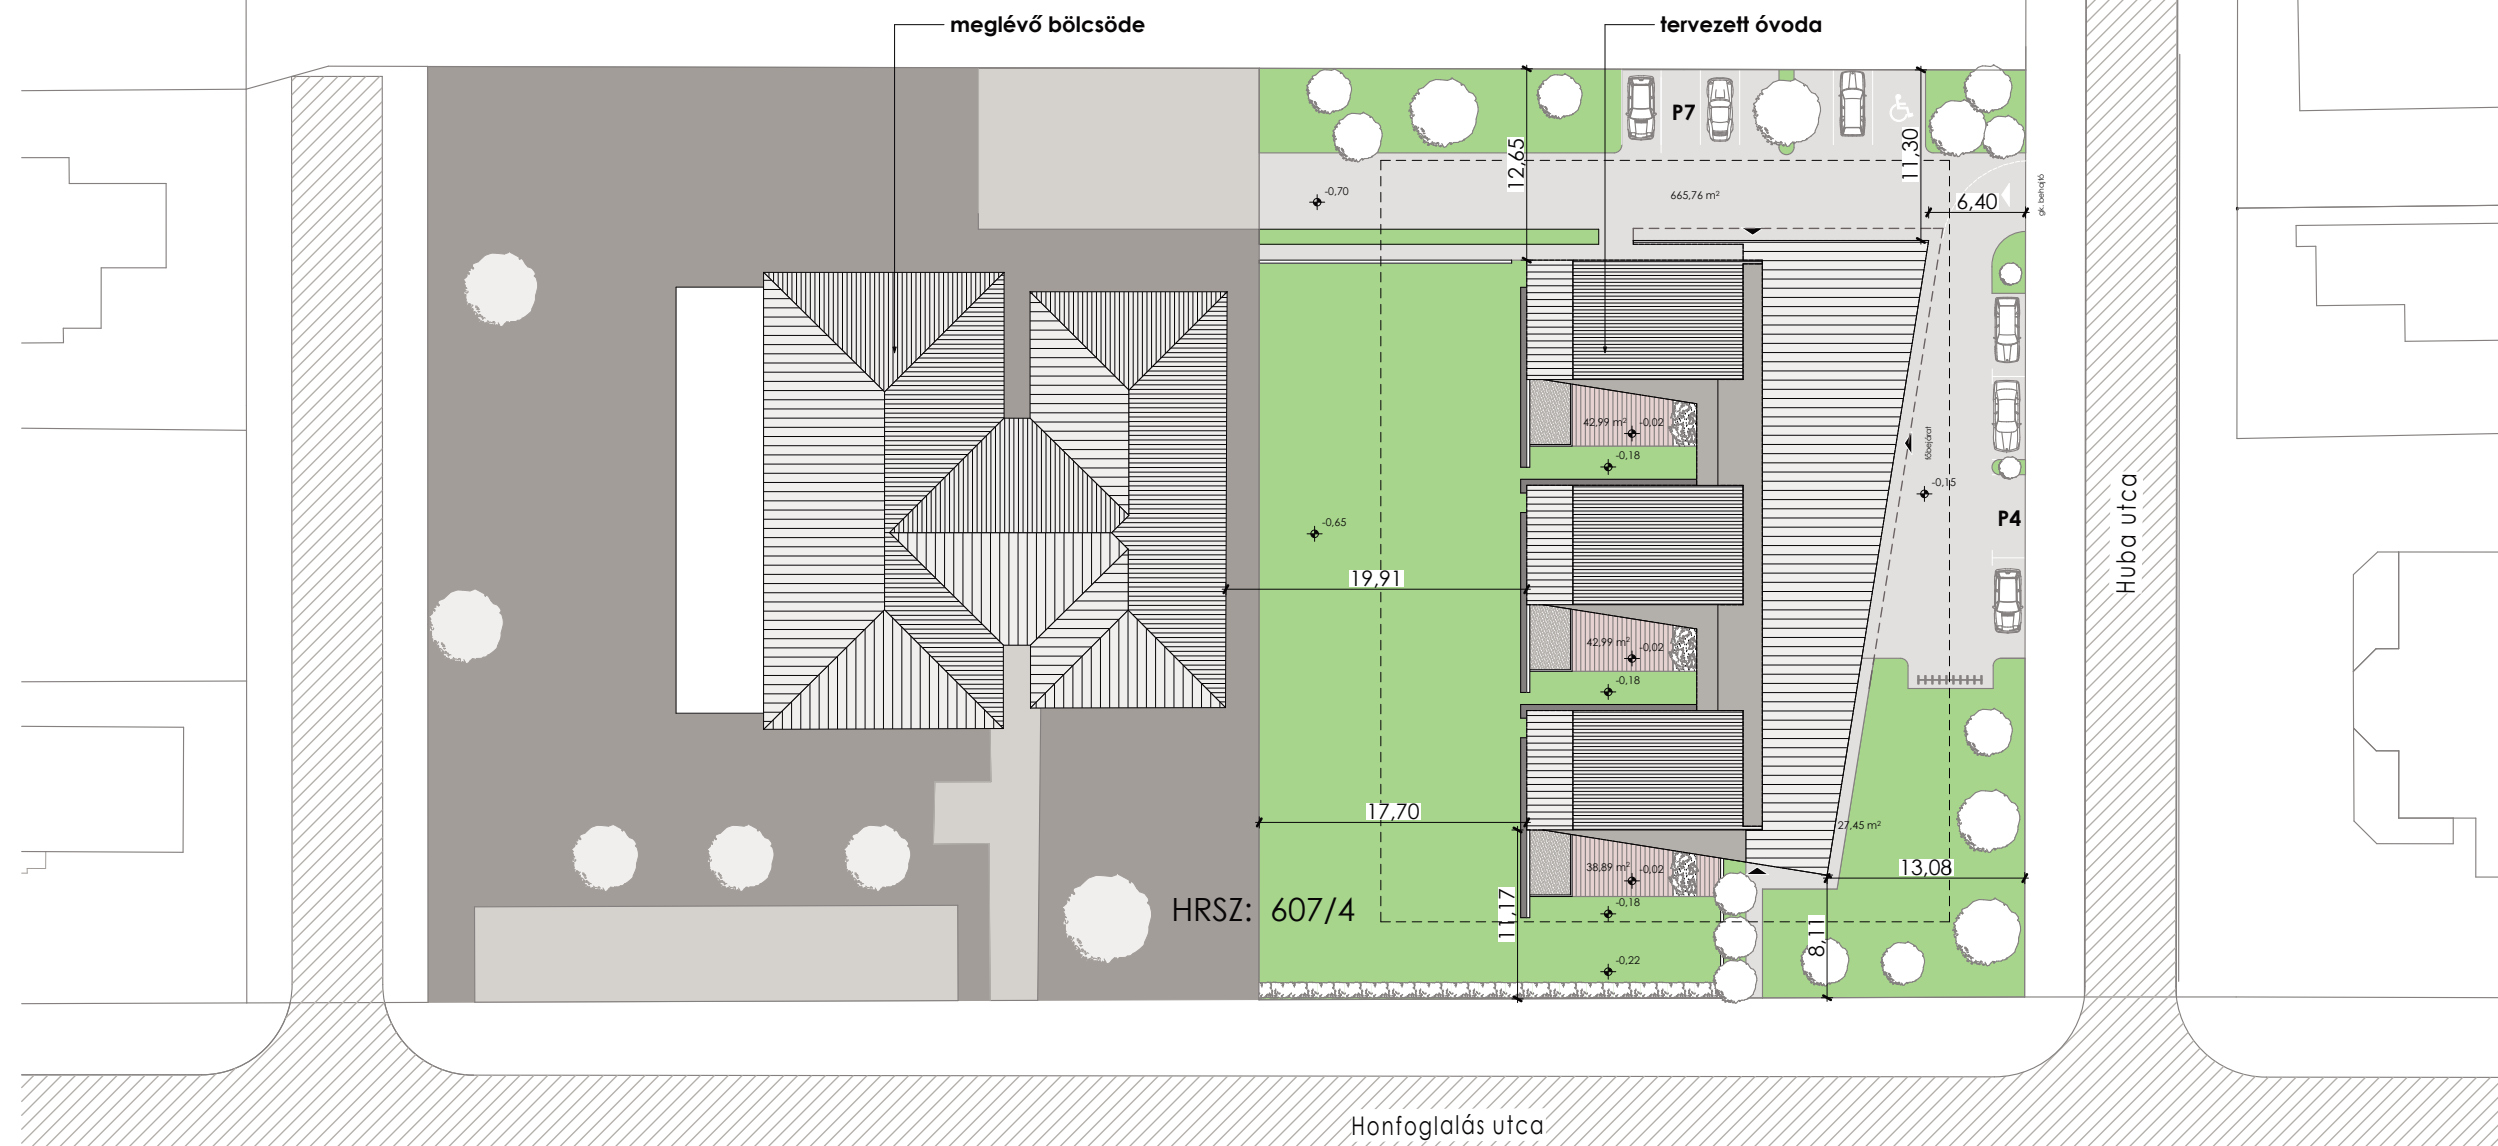 meglévő bölcsöde
tervezett óvoda
P7
12,65
11,30
-0,70
665,76 m²
6,40
gk. behajtó
42,99 m²
-0,02
-0,18
főbejárat
-0,15
-0,65
P4
Huba utca
19,91
42,99 m²
-0,02
-0,18
17,70
27,45 m²
38,89 m²
-0,02
13,08
HRSZ: 607/4
11,17
-0,18
8,11
-0,22
Honfoglalás utca